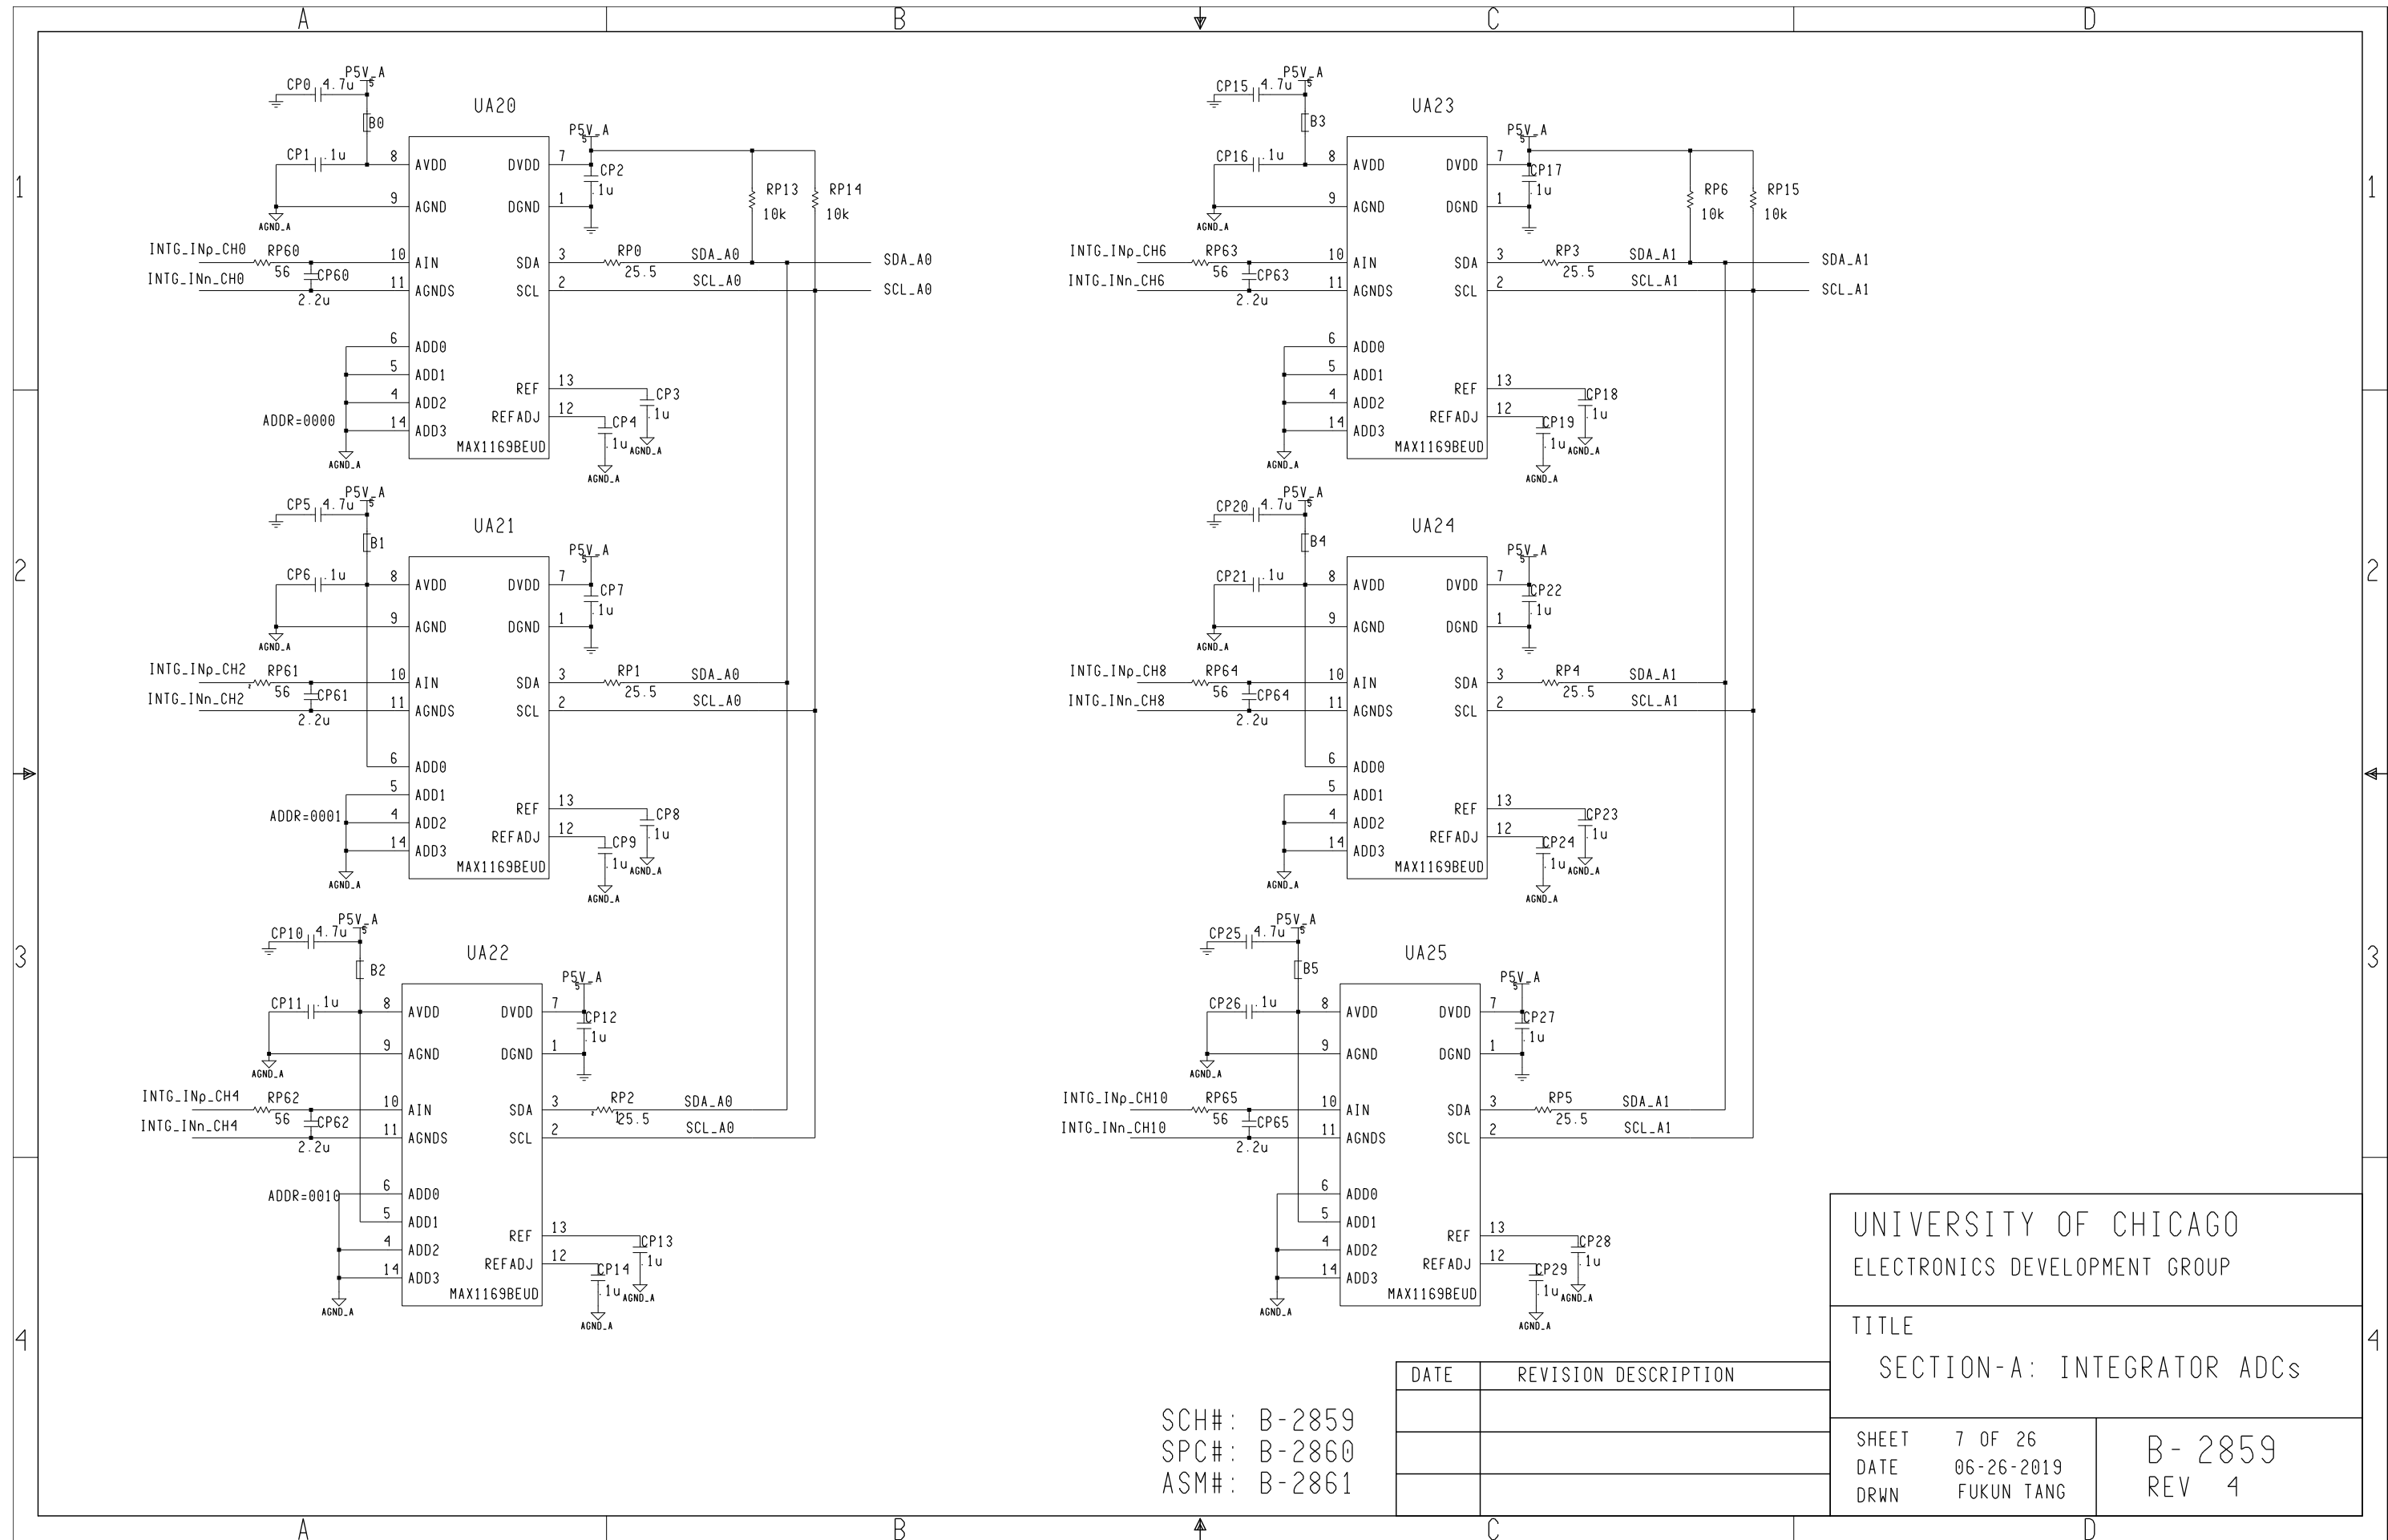 A B C D
1
2
3
4
P5V_A
CP0 4.7u 5
B0
UA20
CP1 .1u
8 AVDD
9 AGND
AGND_A
INTG_INp_CH0 RP60 56
10 AIN
INTG_INn_CH0 CP60 2.2u
11 AGNDS
6 ADD0
5 ADD1
4 ADD2
14 ADD3
ADDR=0000
AGND_A
P5V_A 5
DVDD 7
CP2 .1u
DGND 1
RP13 10k
RP14 10k
SDA 3 RP0 25.5 SDA_A0 SDA_A0
SCL 2 SCL_A0 SCL_A0
REF 13 CP3 .1u AGND_A
REFADJ 12 CP4 .1u AGND_A
MAX1169BEUD
P5V_A
CP5 4.7u 5
B1
UA21
CP6 .1u
8 AVDD
9 AGND
AGND_A
INTG_INp_CH2 RP61 56
10 AIN
INTG_INn_CH2 CP61 2.2u
11 AGNDS
6 ADD0
5 ADD1
4 ADD2
14 ADD3
ADDR=0001
AGND_A
P5V_A 5
DVDD 7
CP7 .1u
DGND 1
SDA 3 RP1 25.5 SDA_A0
SCL 2 SCL_A0
REF 13 CP8 .1u AGND_A
REFADJ 12 CP9 .1u AGND_A
MAX1169BEUD
P5V_A
CP10 4.7u 5
B2
UA22
CP11 .1u
8 AVDD
9 AGND
AGND_A
INTG_INp_CH4 RP62 56
10 AIN
INTG_INn_CH4 CP62 2.2u
11 AGNDS
ADDR=0010
6 ADD0
5 ADD1
4 ADD2
14 ADD3
AGND_A
P5V_A 5
DVDD 7
CP12 .1u
DGND 1
SDA 3 RP2 25.5 SDA_A0
SCL 2 SCL_A0
REF 13 CP13 .1u AGND_A
REFADJ 12 CP14 .1u AGND_A
MAX1169BEUD
P5V_A
CP15 4.7u 5
B3
UA23
CP16 .1u
8 AVDD
9 AGND
AGND_A
INTG_INp_CH6 RP63 56
10 AIN
INTG_INn_CH6 CP63 2.2u
11 AGNDS
6 ADD0
5 ADD1
4 ADD2
14 ADD3
AGND_A
P5V_A 5
DVDD 7
CP17 .1u
DGND 1
RP6 10k
RP15 10k
SDA 3 RP3 25.5 SDA_A1 SDA_A1
SCL 2 SCL_A1 SCL_A1
REF 13 CP18 .1u AGND_A
REFADJ 12 CP19 .1u AGND_A
MAX1169BEUD
P5V_A
CP20 4.7u 5
B4
UA24
CP21 .1u
8 AVDD
9 AGND
AGND_A
INTG_INp_CH8 RP64 56
10 AIN
INTG_INn_CH8 CP64 2.2u
11 AGNDS
6 ADD0
5 ADD1
4 ADD2
14 ADD3
AGND_A
P5V_A 5
DVDD 7
CP22 .1u
DGND 1
SDA 3 RP4 25.5 SDA_A1
SCL 2 SCL_A1
REF 13 CP23 .1u AGND_A
REFADJ 12 CP24 .1u AGND_A
MAX1169BEUD
P5V_A
CP25 4.7u 5
B5
UA25
CP26 .1u
8 AVDD
9 AGND
AGND_A
INTG_INp_CH10 RP65 56
10 AIN
INTG_INn_CH10 CP65 2.2u
11 AGNDS
6 ADD0
5 ADD1
4 ADD2
14 ADD3
AGND_A
P5V_A 5
DVDD 7
CP27 .1u
DGND 1
SDA 3 RP5 25.5 SDA_A1
SCL 2 SCL_A1
REF 13 CP28 .1u AGND_A
REFADJ 12 CP29 .1u AGND_A
MAX1169BEUD
SCH#: B-2859
SPC#: B-2860
ASM#: B-2861
DATE REVISION DESCRIPTION
UNIVERSITY OF CHICAGO
ELECTRONICS DEVELOPMENT GROUP
TITLE
SECTION-A: INTEGRATOR ADCs
SHEET 7 OF 26
DATE 06-26-2019
DRWN FUKUN TANG
B-2859
REV 4
1
2
3
4
A B C D